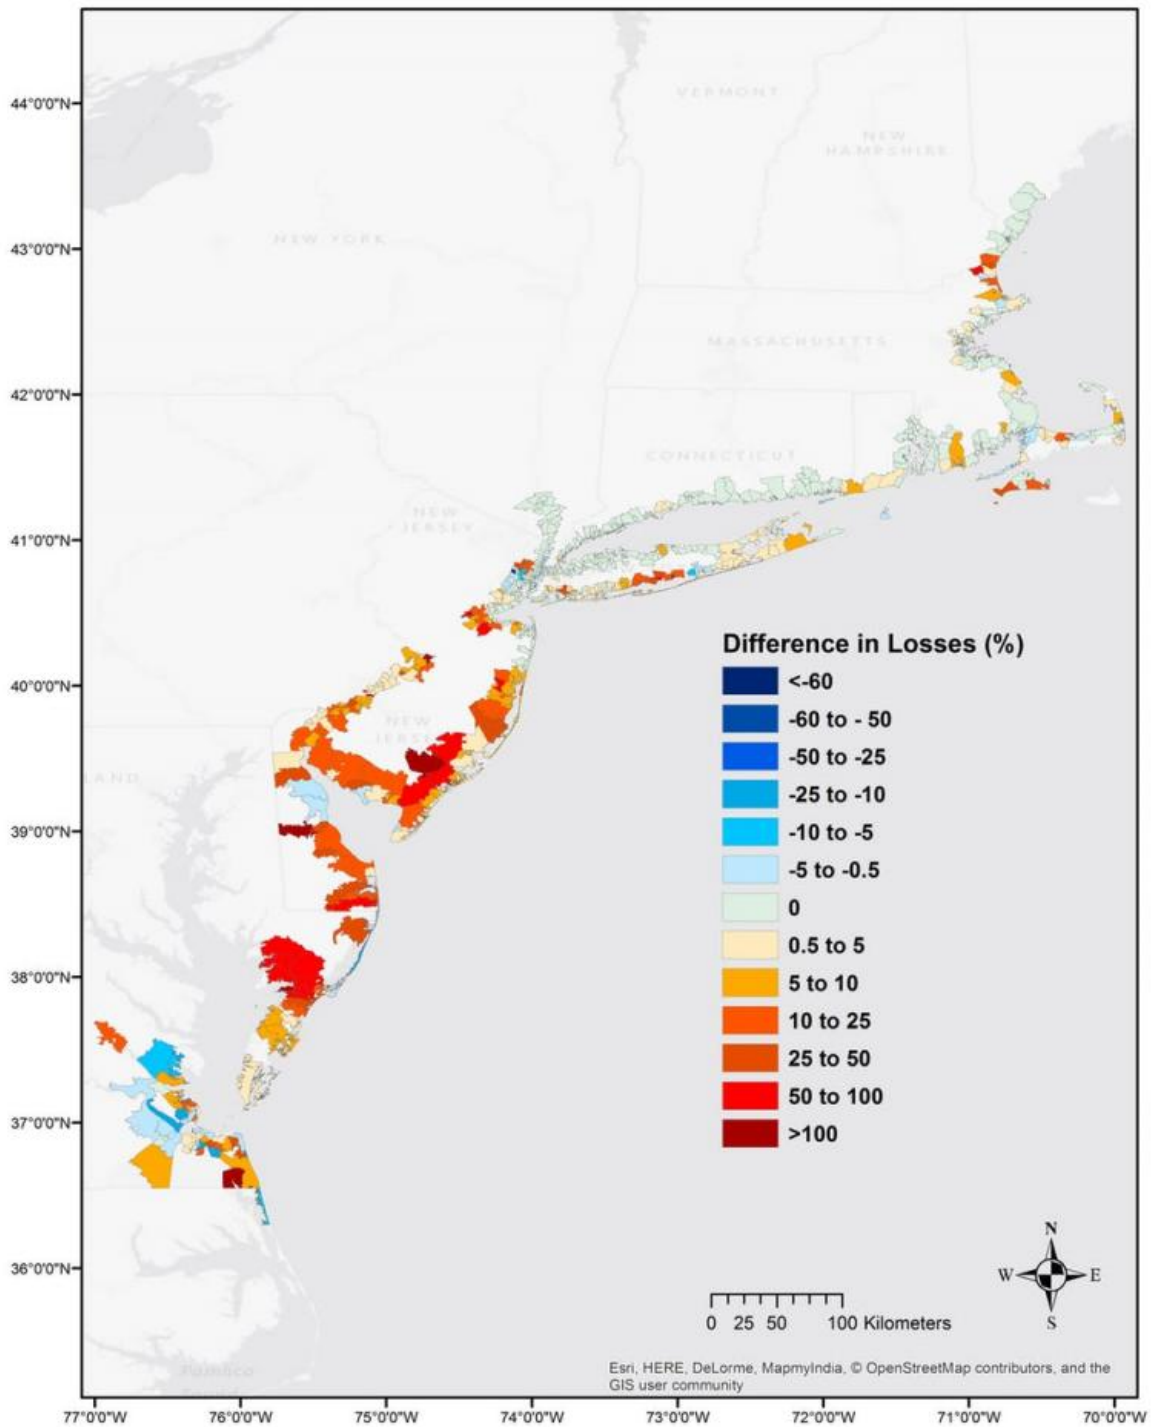 44°0'0"N
VERMONT
NEW
HAMPSHIRE
43°0'0"N
NEW YORK
MASSACHUSETTS
42°0'0"N
CONNECTICUT
NEW
JERSEY
41°0'0"N
Difference in Losses (%)
<-60
-60 to - 50
-50 to -25
-25 to -10
-10 to -5
-5 to -0.5
0
0.5 to 5
5 to 10
10 to 25
25 to 50
50 to 100
>100
40°0'0"N
NEW
JERSE
LAND
39°0'0"N
38°0'0"N
37°0'0"N
36°0'0"N
N
W E
S
0 25 50 100 Kilometers
Pamlico
Esri, HERE, DeLorme, MapmyIndia, © OpenStreetMap contributors, and the
GIS user community
77°0'0"W 76°0'0"W 75°0'0"W 74°0'0"W 73°0'0"W 72°0'0"W 71°0'0"W 70°0'0"W